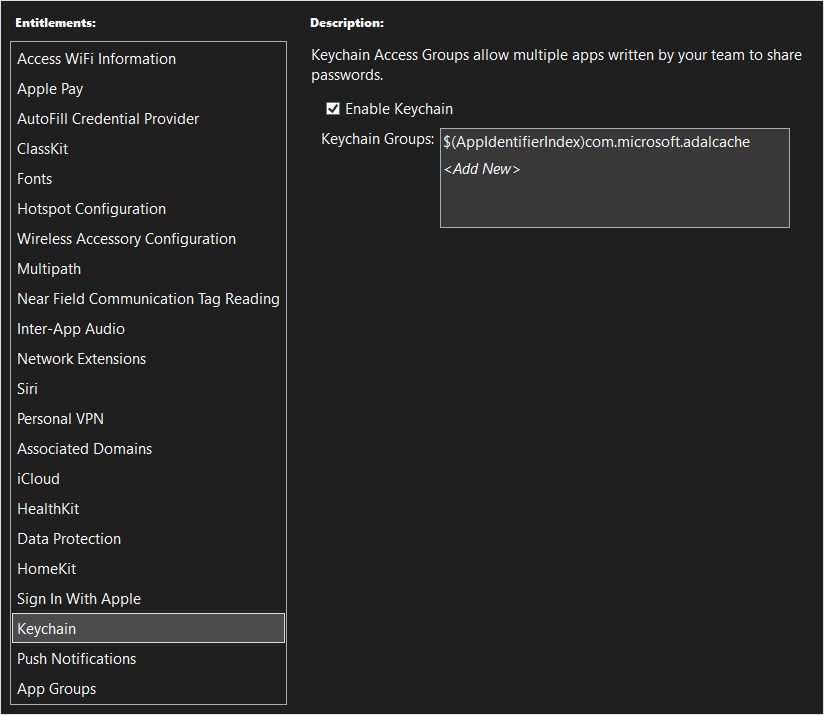 Entitlements:
Access WiFi Information
Apple Pay
AutoFill Credential Provider
ClassKit
Fonts
Hotspot Configuration
Wireless Accessory Configuration
Multipath
Near Field Communication Tag Reading
Inter-App Audio
Network Extensions
Siri
Personal VPN
Associated Domains
iCloud
HealthKit
Data Protection
HomeKit
Sign In With Apple
Keychain
Push Notifications
App Groups
Description:
Keychain Access Groups allow multiple apps written by your team to share
passwords.
Enable Keychain
Keychain Groups: $(AppIdentifierIndex)com.microsoft.adalcache
<Add New>